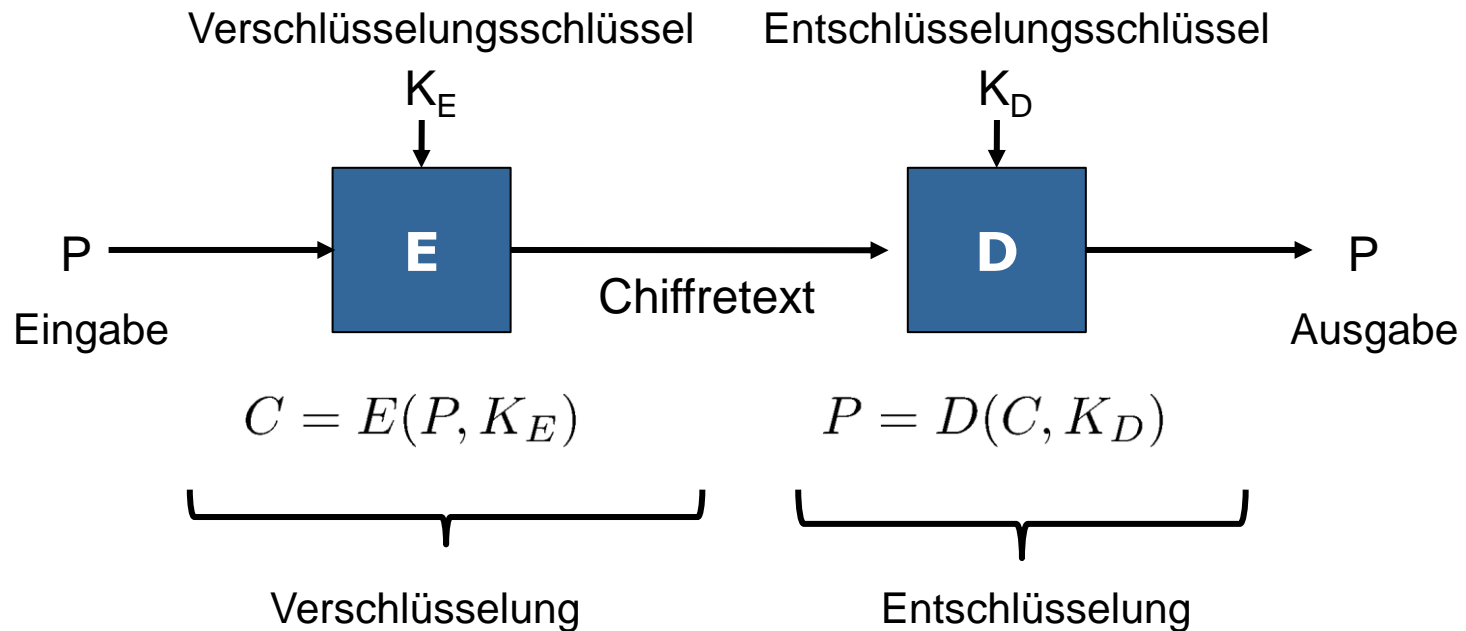 Verschlüsselungsschlüssel
Entschlüsselungsschlüssel
K_E
K_D
P
E
D
P
Chiffretext
Eingabe
Ausgabe
C = E(P, K_E)
P = D(C, K_D)
Verschlüsselung
Entschlüsselung